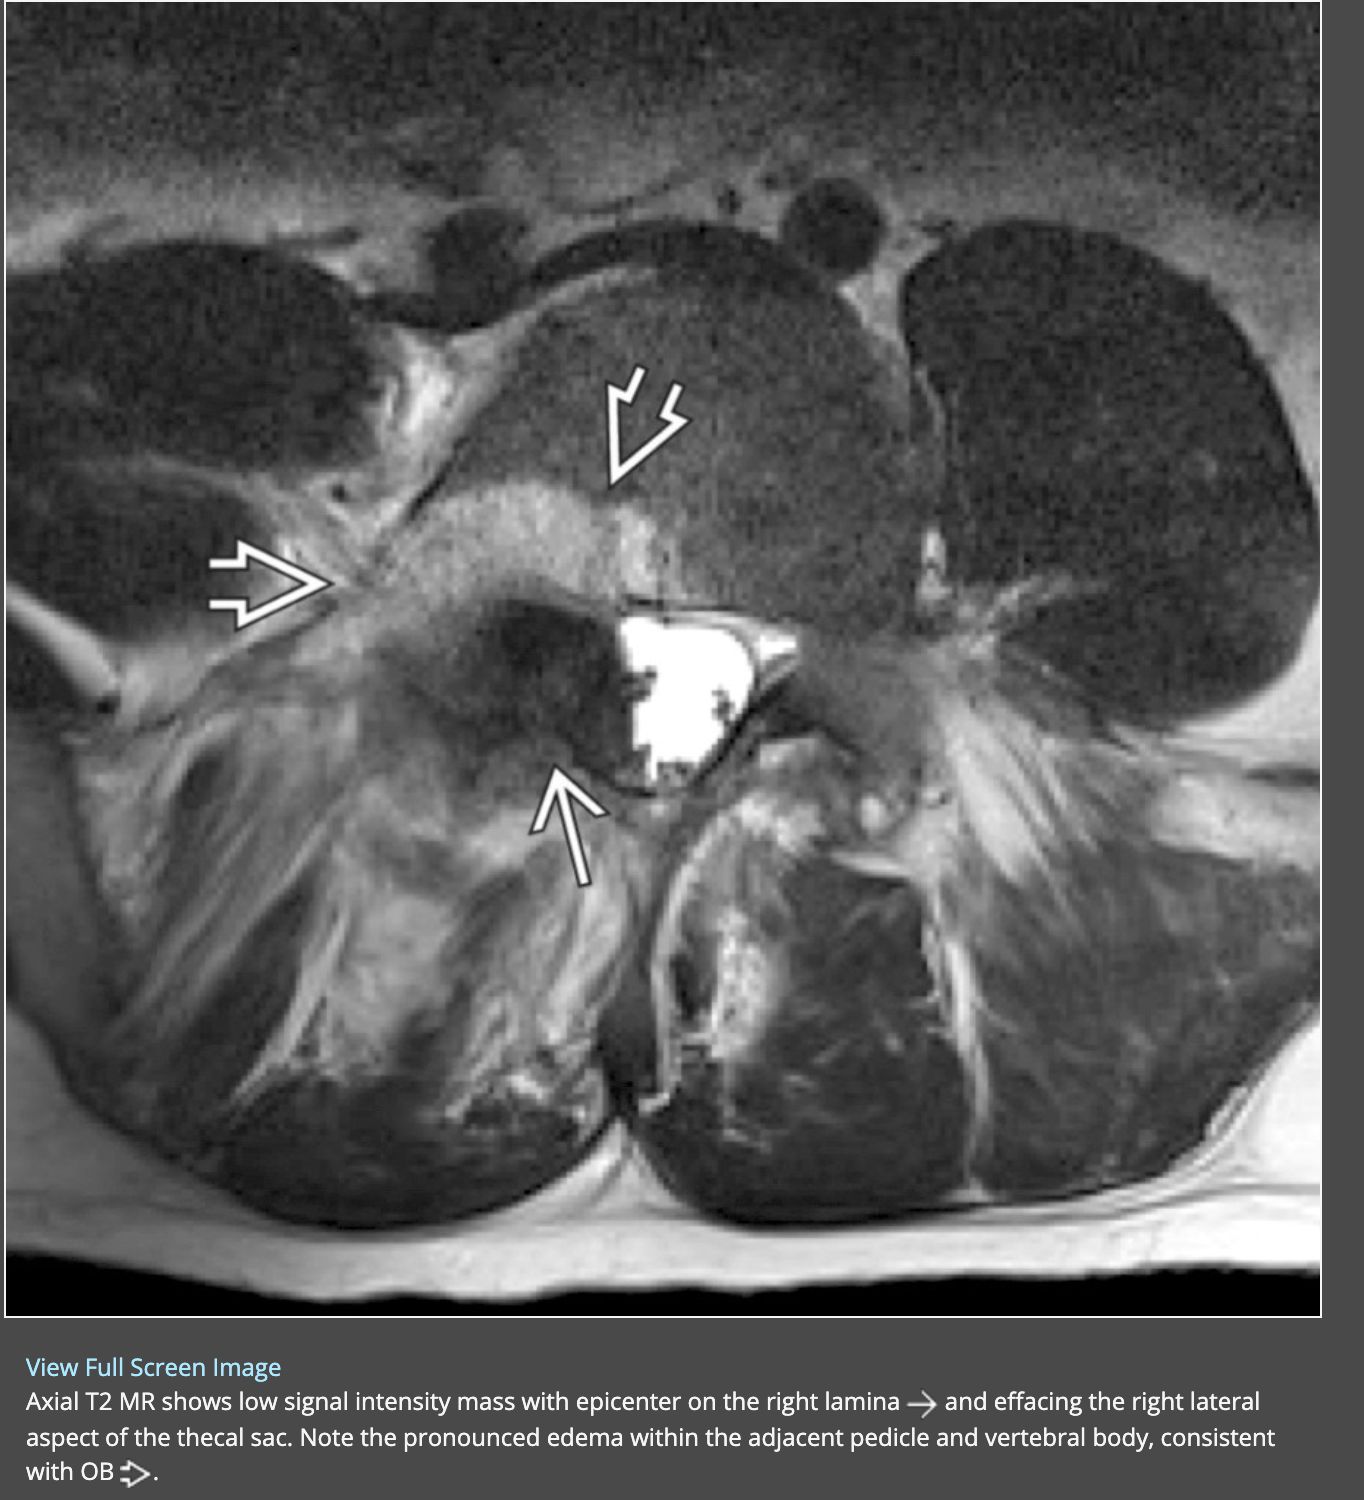 View Full Screen Image
Axial T2 MR shows low signal intensity mass with epicenter on the right lamina → and effacing the right lateral
aspect of the thecal sac. Note the pronounced edema within the adjacent pedicle and vertebral body, consistent
with OB ⇨.